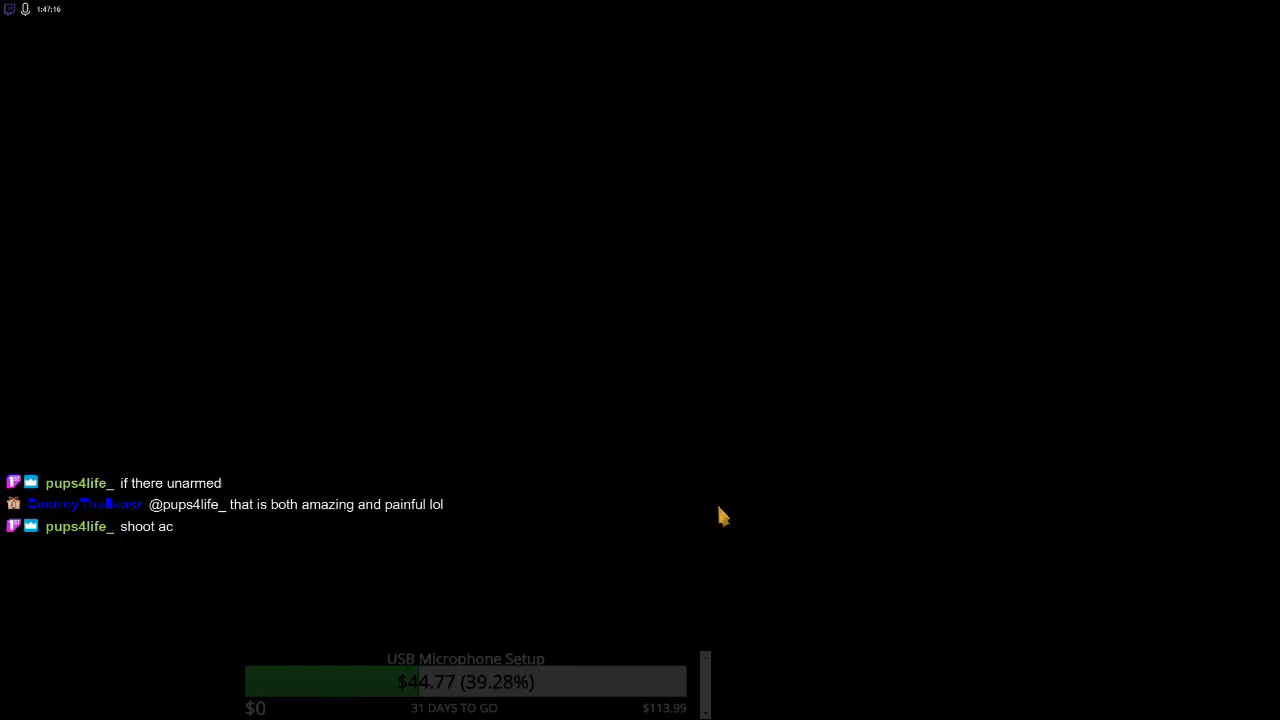 1:47:16
pups4life_ if there unarmed
DestroyThaBeast @pups4life_ that is both amazing and painful lol
pups4life_ shoot ac
USB Microphone Setup
$44.77 (39.28%)
$0 31 DAYS TO GO $113.99